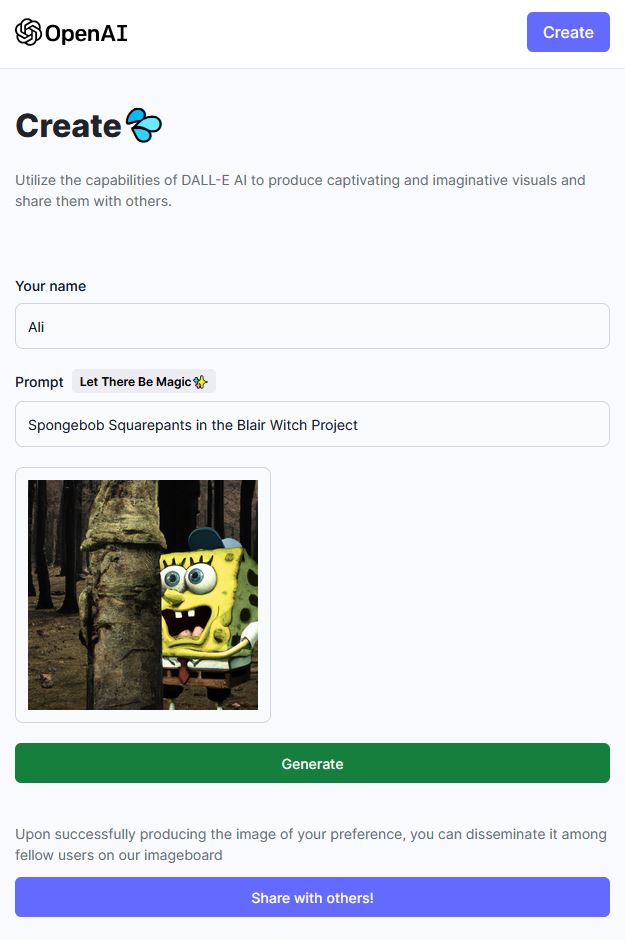 OpenAI
Create
Create
Utilize the capabilities of DALL-E AI to produce captivating and imaginative visuals and
share them with others.
Your name
Ali
Prompt Let There Be Magic✨
Spongebob Squarepants in the Blair Witch Project
Generate
Upon successfully producing the image of your preference, you can disseminate it among
fellow users on our imageboard
Share with others!